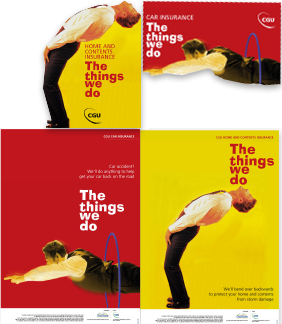 HOME AND
CONTENTS
INSURANCE
The
things
we
do
CGU
CAR INSURANCE
The things
we do
CGU
CGU CAR INSURANCE
Car accident?
We'll do anything to help
get your car back on the road
The
things
we
do
CGU
CGU HOME AND CONTENTS INSURANCE
The
things
we
do
We'll bend over backwards
to protect your home and contents
from storm damage
CGU